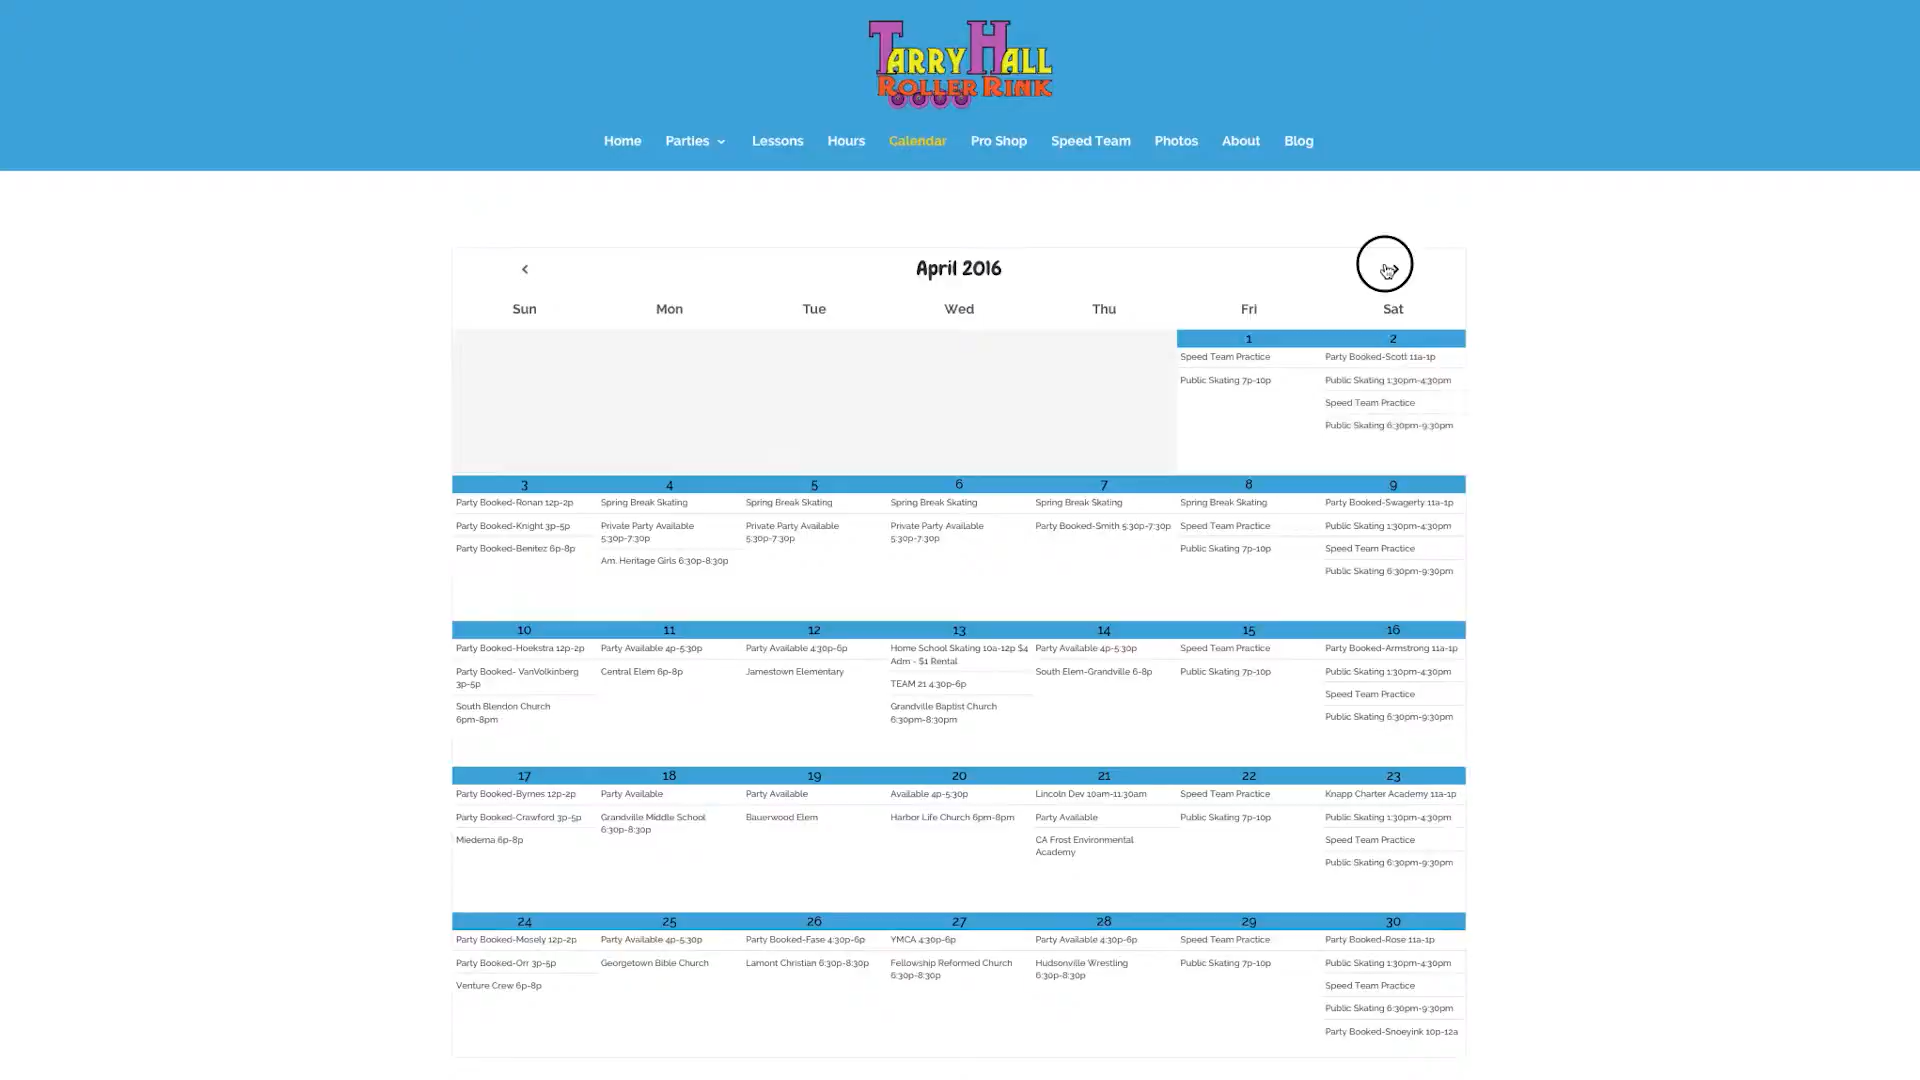 TARRY HALL
ROLLER RINK
Home Parties Lessons Hours Calendar Pro Shop Speed Team Photos About Blog
April 2016
Sun Mon Tue Wed Thu Fri Sat
1 2
Speed Team Practice
Public Skating 7p-10p
Party Booked-Scott 11a-1p
Public Skating 1:30pm-4:30pm
Speed Team Practice
Public Skating 6:30pm-9:30pm
3 4 5 6 7 8 9
Party Booked-Ronan 12p-2p
Party Booked-Knight 3p-5p
Party Booked-Benitez 6p-8p
Spring Break Skating
Private Party Available
5:30p-7:30p
Am. Heritage Girls 6:30p-8:30p
Spring Break Skating
Private Party Available
5:30p-7:30p
Spring Break Skating
Private Party Available
5:30p-7:30p
Spring Break Skating
Party Booked-Smith 5:30p-7:30p
Spring Break Skating
Speed Team Practice
Public Skating 7p-10p
Party Booked-Swagerty 11a-1p
Public Skating 1:30pm-4:30pm
Speed Team Practice
Public Skating 6:30pm-9:30pm
10 11 12 13 14 15 16
Party Booked-Hoekstra 12p-2p
Party Booked- VanVolkinberg
3p-5p
South Blendon Church
6pm-8pm
Party Available 4p-5:30p
Central Elem 6p-8p
Party Available 4:30p-6p
Jamestown Elementary
Home School Skating 10a-12p $4
Adm - $1 Rental
TEAM 21 4:30p-6p
Grandville Baptist Church
6:30pm-8:30pm
Party Available 4p-5:30p
South Elem-Grandville 6-8p
Speed Team Practice
Public Skating 7p-10p
Party Booked-Armstrong 11a-1p
Public Skating 1:30pm-4:30pm
Speed Team Practice
Public Skating 6:30pm-9:30pm
17 18 19 20 21 22 23
Party Booked-Byrnes 12p-2p
Party Booked-Crawford 3p-5p
Miedema 6p-8p
Party Available
Grandville Middle School
6:30p-8:30p
Party Available
Bauerwood Elem
Available 4p-5:30p
Harbor Life Church 6pm-8pm
Lincoln Dev 10am-11:30am
Party Available
CA Frost Environmental
Academy
Speed Team Practice
Public Skating 7p-10p
Knapp Charter Academy 11a-1p
Public Skating 1:30pm-4:30pm
Speed Team Practice
Public Skating 6:30pm-9:30pm
24 25 26 27 28 29 30
Party Booked-Mosely 12p-2p
Party Booked-Orr 3p-5p
Venture Crew 6p-8p
Party Available 4p-5:30p
Georgetown Bible Church
Party Booked-Fase 4:30p-6p
Lamont Christian 6:30p-8:30p
YMCA 4:30p-6p
Fellowship Reformed Church
6:30p-8:30p
Party Available 4:30p-6p
Hudsonville Wrestling
6:30p-8:30p
Speed Team Practice
Public Skating 7p-10p
Party Booked-Rose 11a-1p
Public Skating 1:30pm-4:30pm
Speed Team Practice
Public Skating 6:30pm-9:30pm
Party Booked-Snoeyink 10p-12a